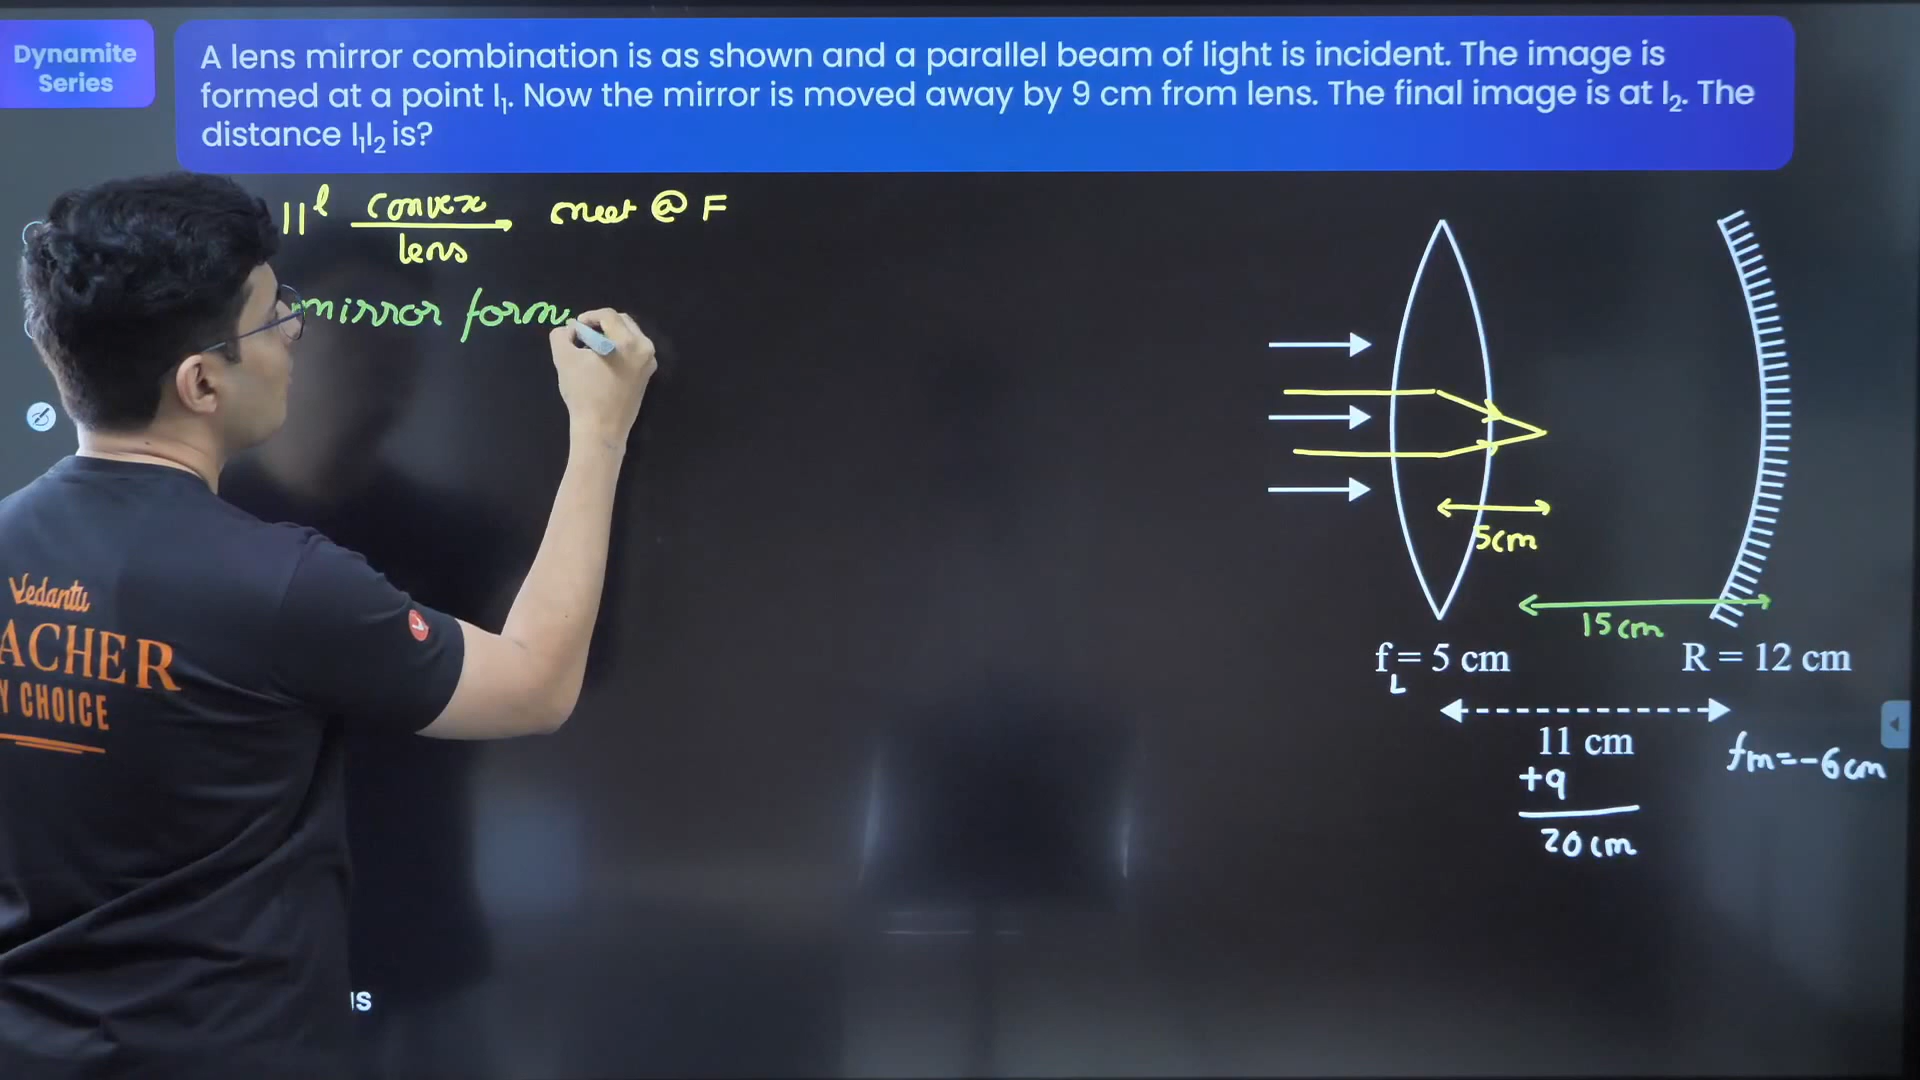 Dynamite
Series
A lens mirror combination is as shown and a parallel beam of light is incident. The image is
formed at a point I₁. Now the mirror is moved away by 9 cm from lens. The final image is at I₂. The
distance I₁I₂ is?
||ˡ convex meet @ F
lens
mirror form
5cm
15cm
f = 5 cm R = 12 cm
L
11 cm
fm=-6cm
+9
20cm
Vedantu
ACHER
Y CHOICE
IS